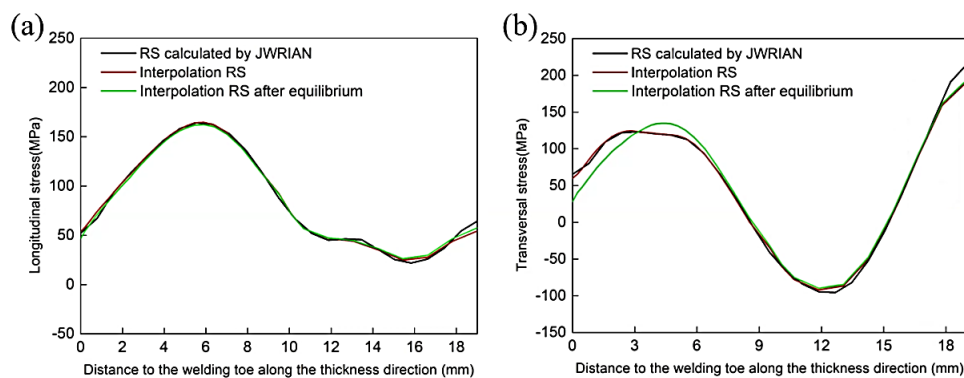 (a)
250
200
150
100
50
0
-50
Longitudinal stress(MPa)
RS calculated by JWRIAN
Interpolation RS
Interpolation RS after equilibrium
0 2 4 6 8 10 12 14 16 18
Distance to the welding toe along the thickness direction (mm)
(b)
250
200
150
100
50
0
-50
-100
-150
Transversal stress(MPa)
RS calculated by JWRIAN
Interpolation RS
Interpolation RS after equilibrium
0 3 6 9 12 15 18
Distance to the welding toe along the thickness direction (mm)